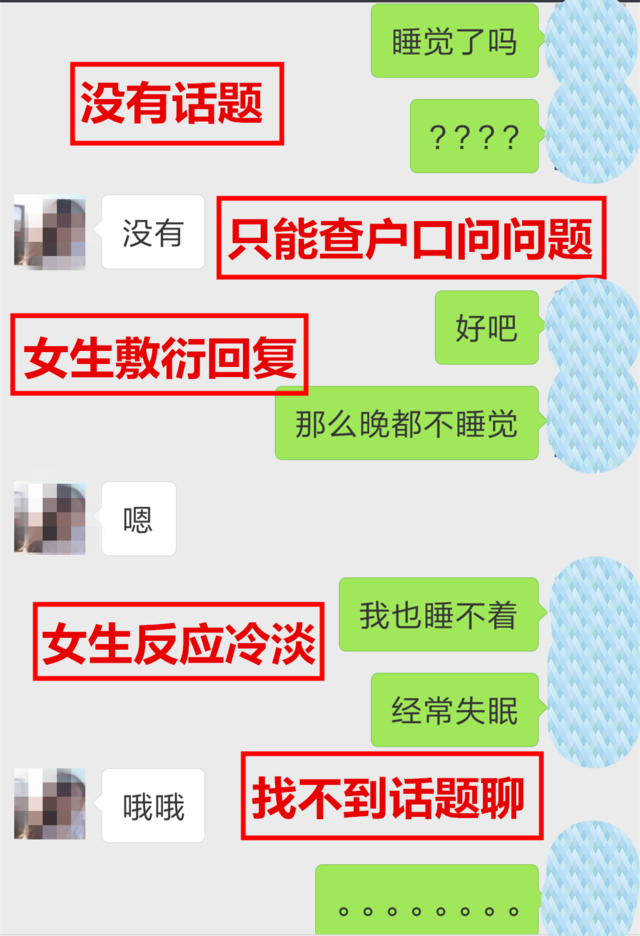 睡觉了吗
没有话题
????
没有
只能查户口问问题
好吧
女生敷衍回复
那么晚都不睡觉
嗯
我也睡不着
女生反应冷淡
经常失眠
哦哦
找不到话题聊
。。。。。。。。